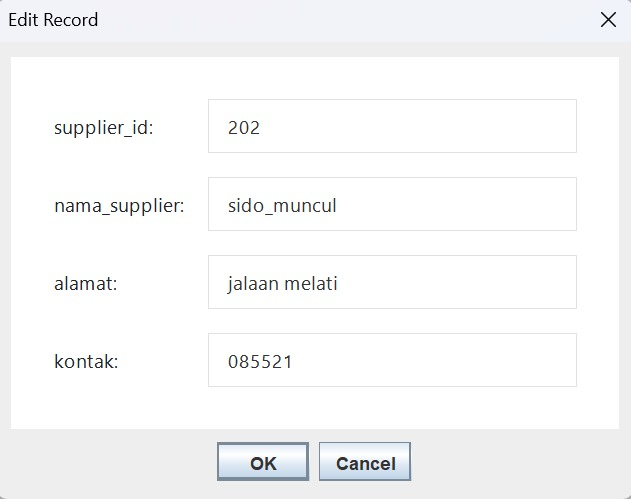 Edit Record
supplier_id: 202
nama_supplier: sido_muncul
alamat: jalaan melati
kontak: 085521
OK Cancel